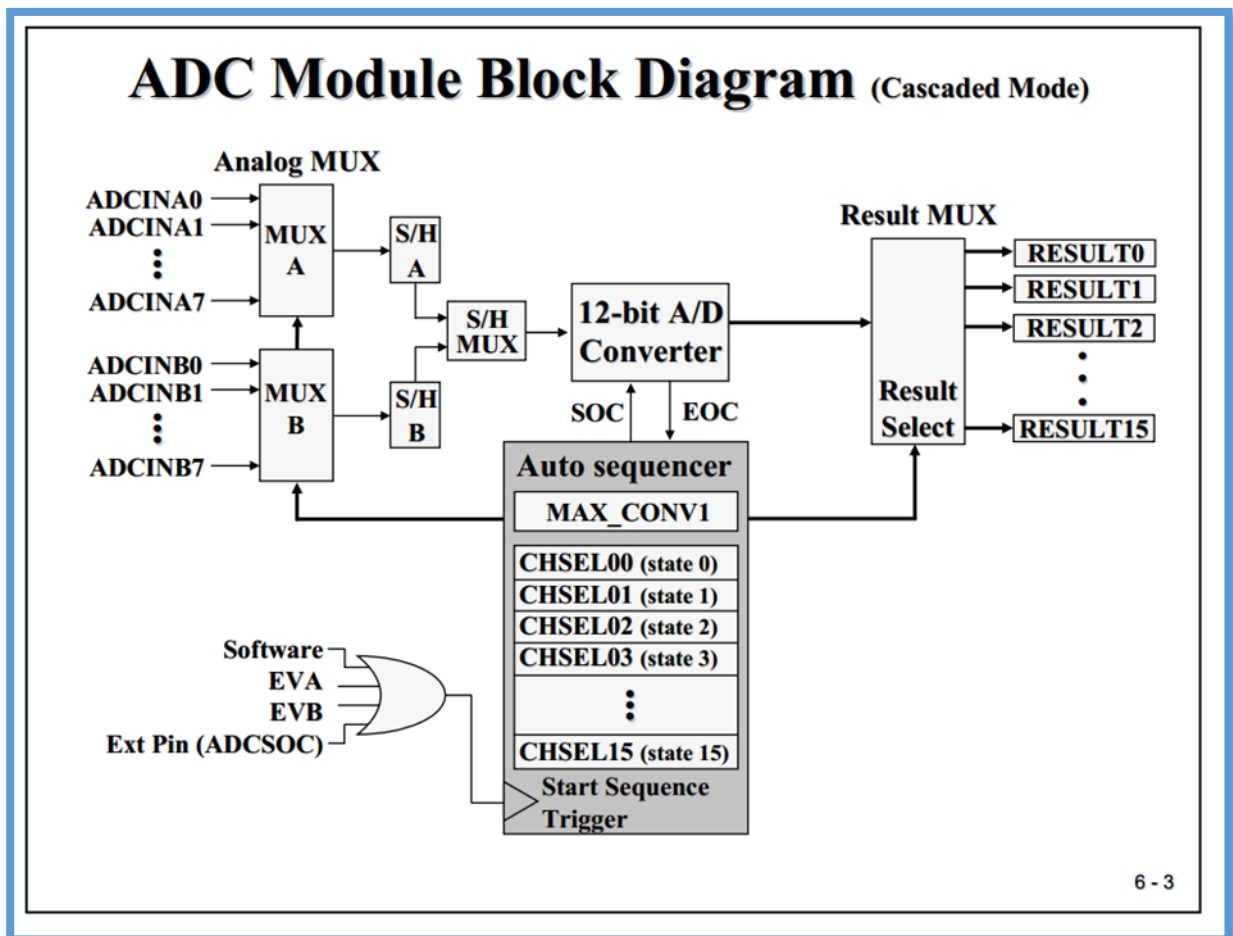 ADC Module Block Diagram (Cascaded Mode)
Analog MUX
ADCINA0
ADCINA1
ADCINA7
MUX
A
S/H
A
ADCINB0
ADCINB1
ADCINB7
MUX
B
S/H
B
S/H
MUX
12-bit A/D
Converter
SOC
EOC
Result MUX
Result
Select
RESULT0
RESULT1
RESULT2
RESULT15
Auto sequencer
MAX_CONV1
CHSEL00 (state 0)
CHSEL01 (state 1)
CHSEL02 (state 2)
CHSEL03 (state 3)
CHSEL15 (state 15)
Start Sequence
Trigger
Software
EVA
EVB
Ext Pin (ADCSOC)
6 - 3